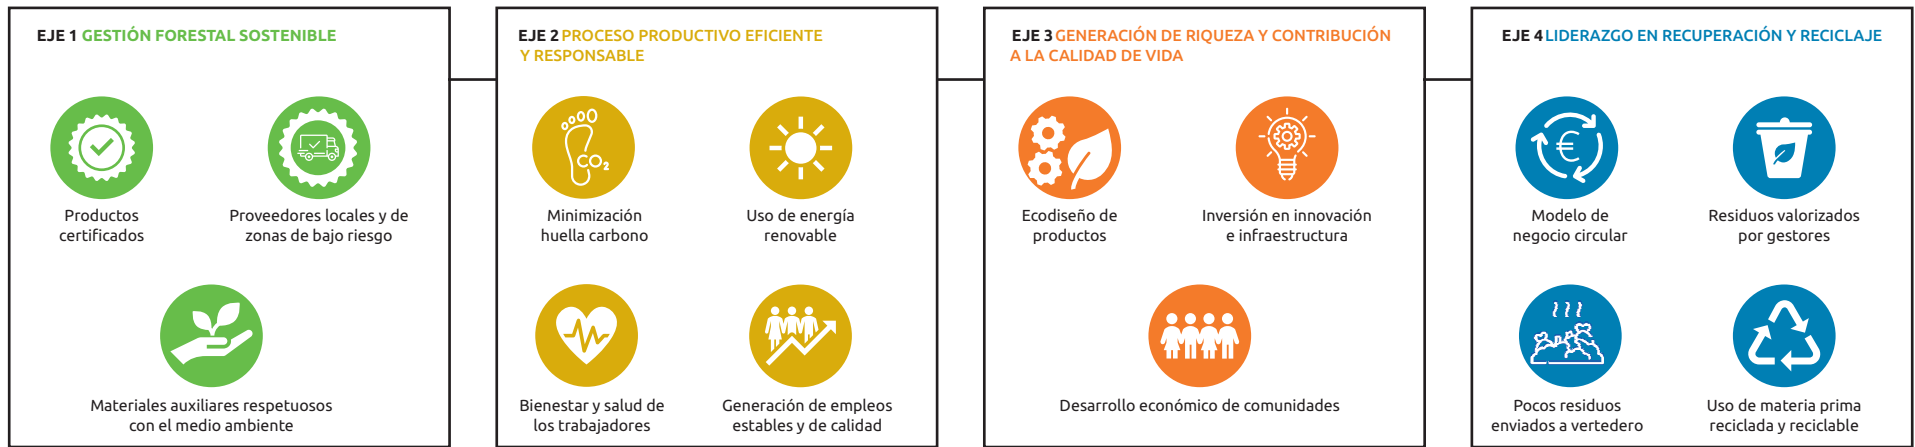 EJE 1 GESTIÓN FORESTAL SOSTENIBLE
Productos
certificados
Proveedores locales y de
zonas de bajo riesgo
Materiales auxiliares respetuosos
con el medio ambiente
EJE 2 PROCESO PRODUCTIVO EFICIENTE
Y RESPONSABLE
CO₂
Minimización
huella carbono
Uso de energía
renovable
Bienestar y salud de
los trabajadores
Generación de empleos
estables y de calidad
EJE 3 GENERACIÓN DE RIQUEZA Y CONTRIBUCIÓN
A LA CALIDAD DE VIDA
Ecodiseño de
productos
Inversión en innovación
e infraestructura
Desarrollo económico de comunidades
EJE 4 LIDERAZGO EN RECUPERACIÓN Y RECICLAJE
€
Modelo de
negocio circular
Residuos valorizados
por gestores
Pocos residuos
enviados a vertedero
Uso de materia prima
reciclada y reciclable